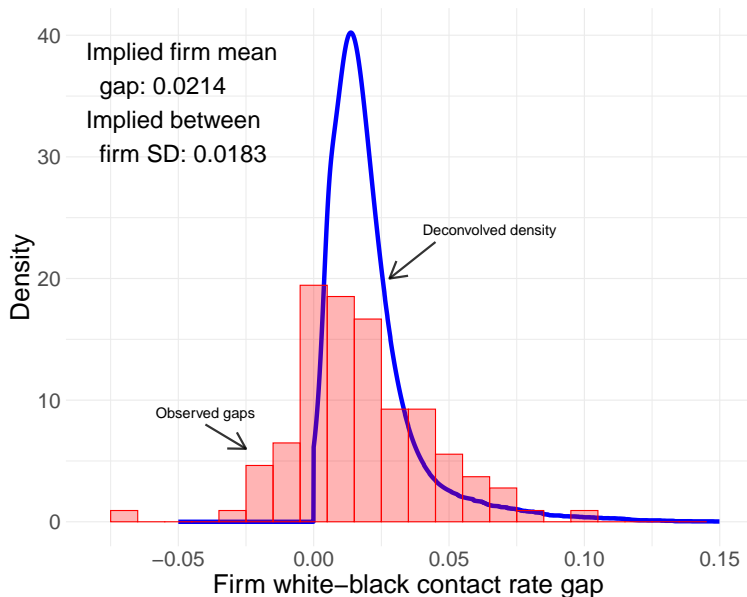 Implied firm mean
gap: 0.0214
Implied between
firm SD: 0.0183
Deconvolved density
Observed gaps
Density
40
30
20
10
0
−0.05
0.00
0.05
0.10
0.15
Firm white−black contact rate gap